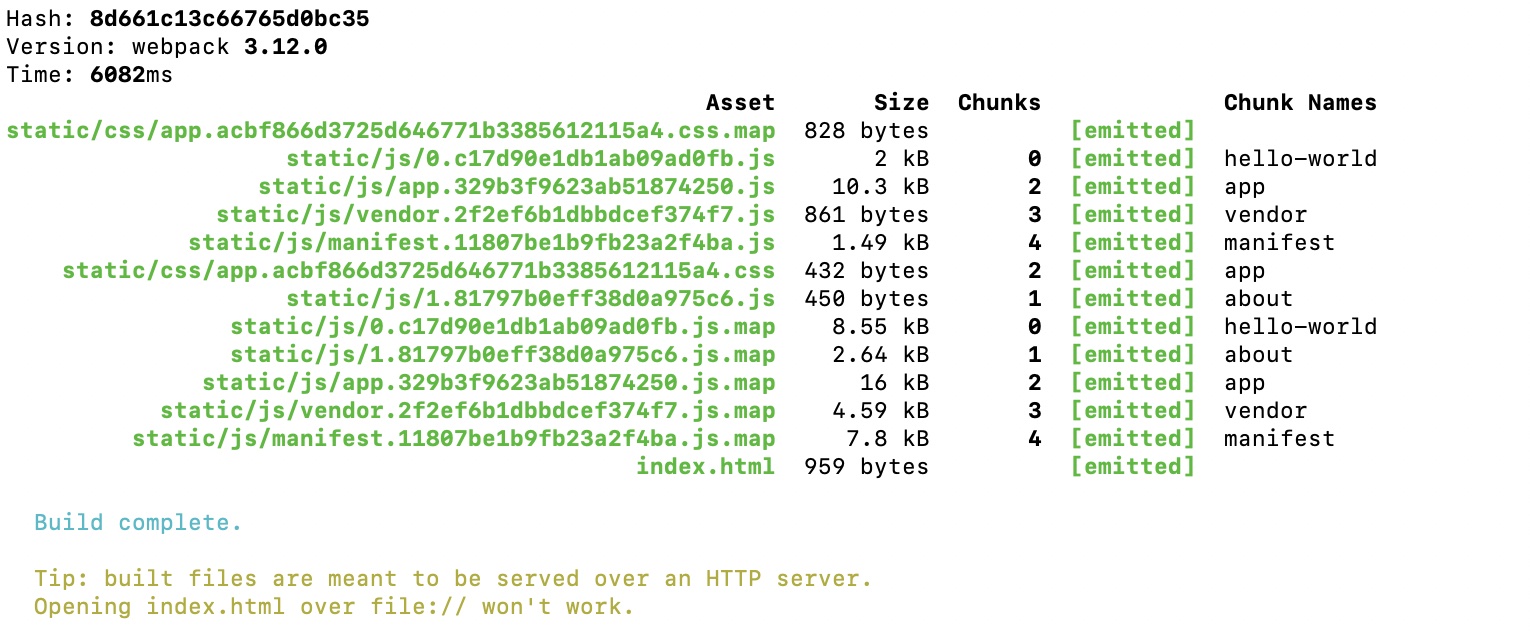 Hash: 8d661c13c66765d0bc35
Version: webpack 3.12.0
Time: 6082ms
Asset Size Chunks Chunk Names
static/css/app.acbf866d3725d646771b3385612115a4.css.map 828 bytes [emitted]
static/js/0.c17d90e1db1ab09ad0fb.js 2 kB 0 [emitted] hello-world
static/js/app.329b3f9623ab51874250.js 10.3 kB 2 [emitted] app
static/js/vendor.2f2ef6b1dbbdcef374f7.js 861 bytes 3 [emitted] vendor
static/js/manifest.11807be1b9fb23a2f4ba.js 1.49 kB 4 [emitted] manifest
static/css/app.acbf866d3725d646771b3385612115a4.css 432 bytes 2 [emitted] app
static/js/1.81797b0eff38d0a975c6.js 450 bytes 1 [emitted] about
static/js/0.c17d90e1db1ab09ad0fb.js.map 8.55 kB 0 [emitted] hello-world
static/js/1.81797b0eff38d0a975c6.js.map 2.64 kB 1 [emitted] about
static/js/app.329b3f9623ab51874250.js.map 16 kB 2 [emitted] app
static/js/vendor.2f2ef6b1dbbdcef374f7.js.map 4.59 kB 3 [emitted] vendor
static/js/manifest.11807be1b9fb23a2f4ba.js.map 7.8 kB 4 [emitted] manifest
index.html 959 bytes [emitted]
Build complete.
Tip: built files are meant to be served over an HTTP server.
Opening index.html over file:// won't work.